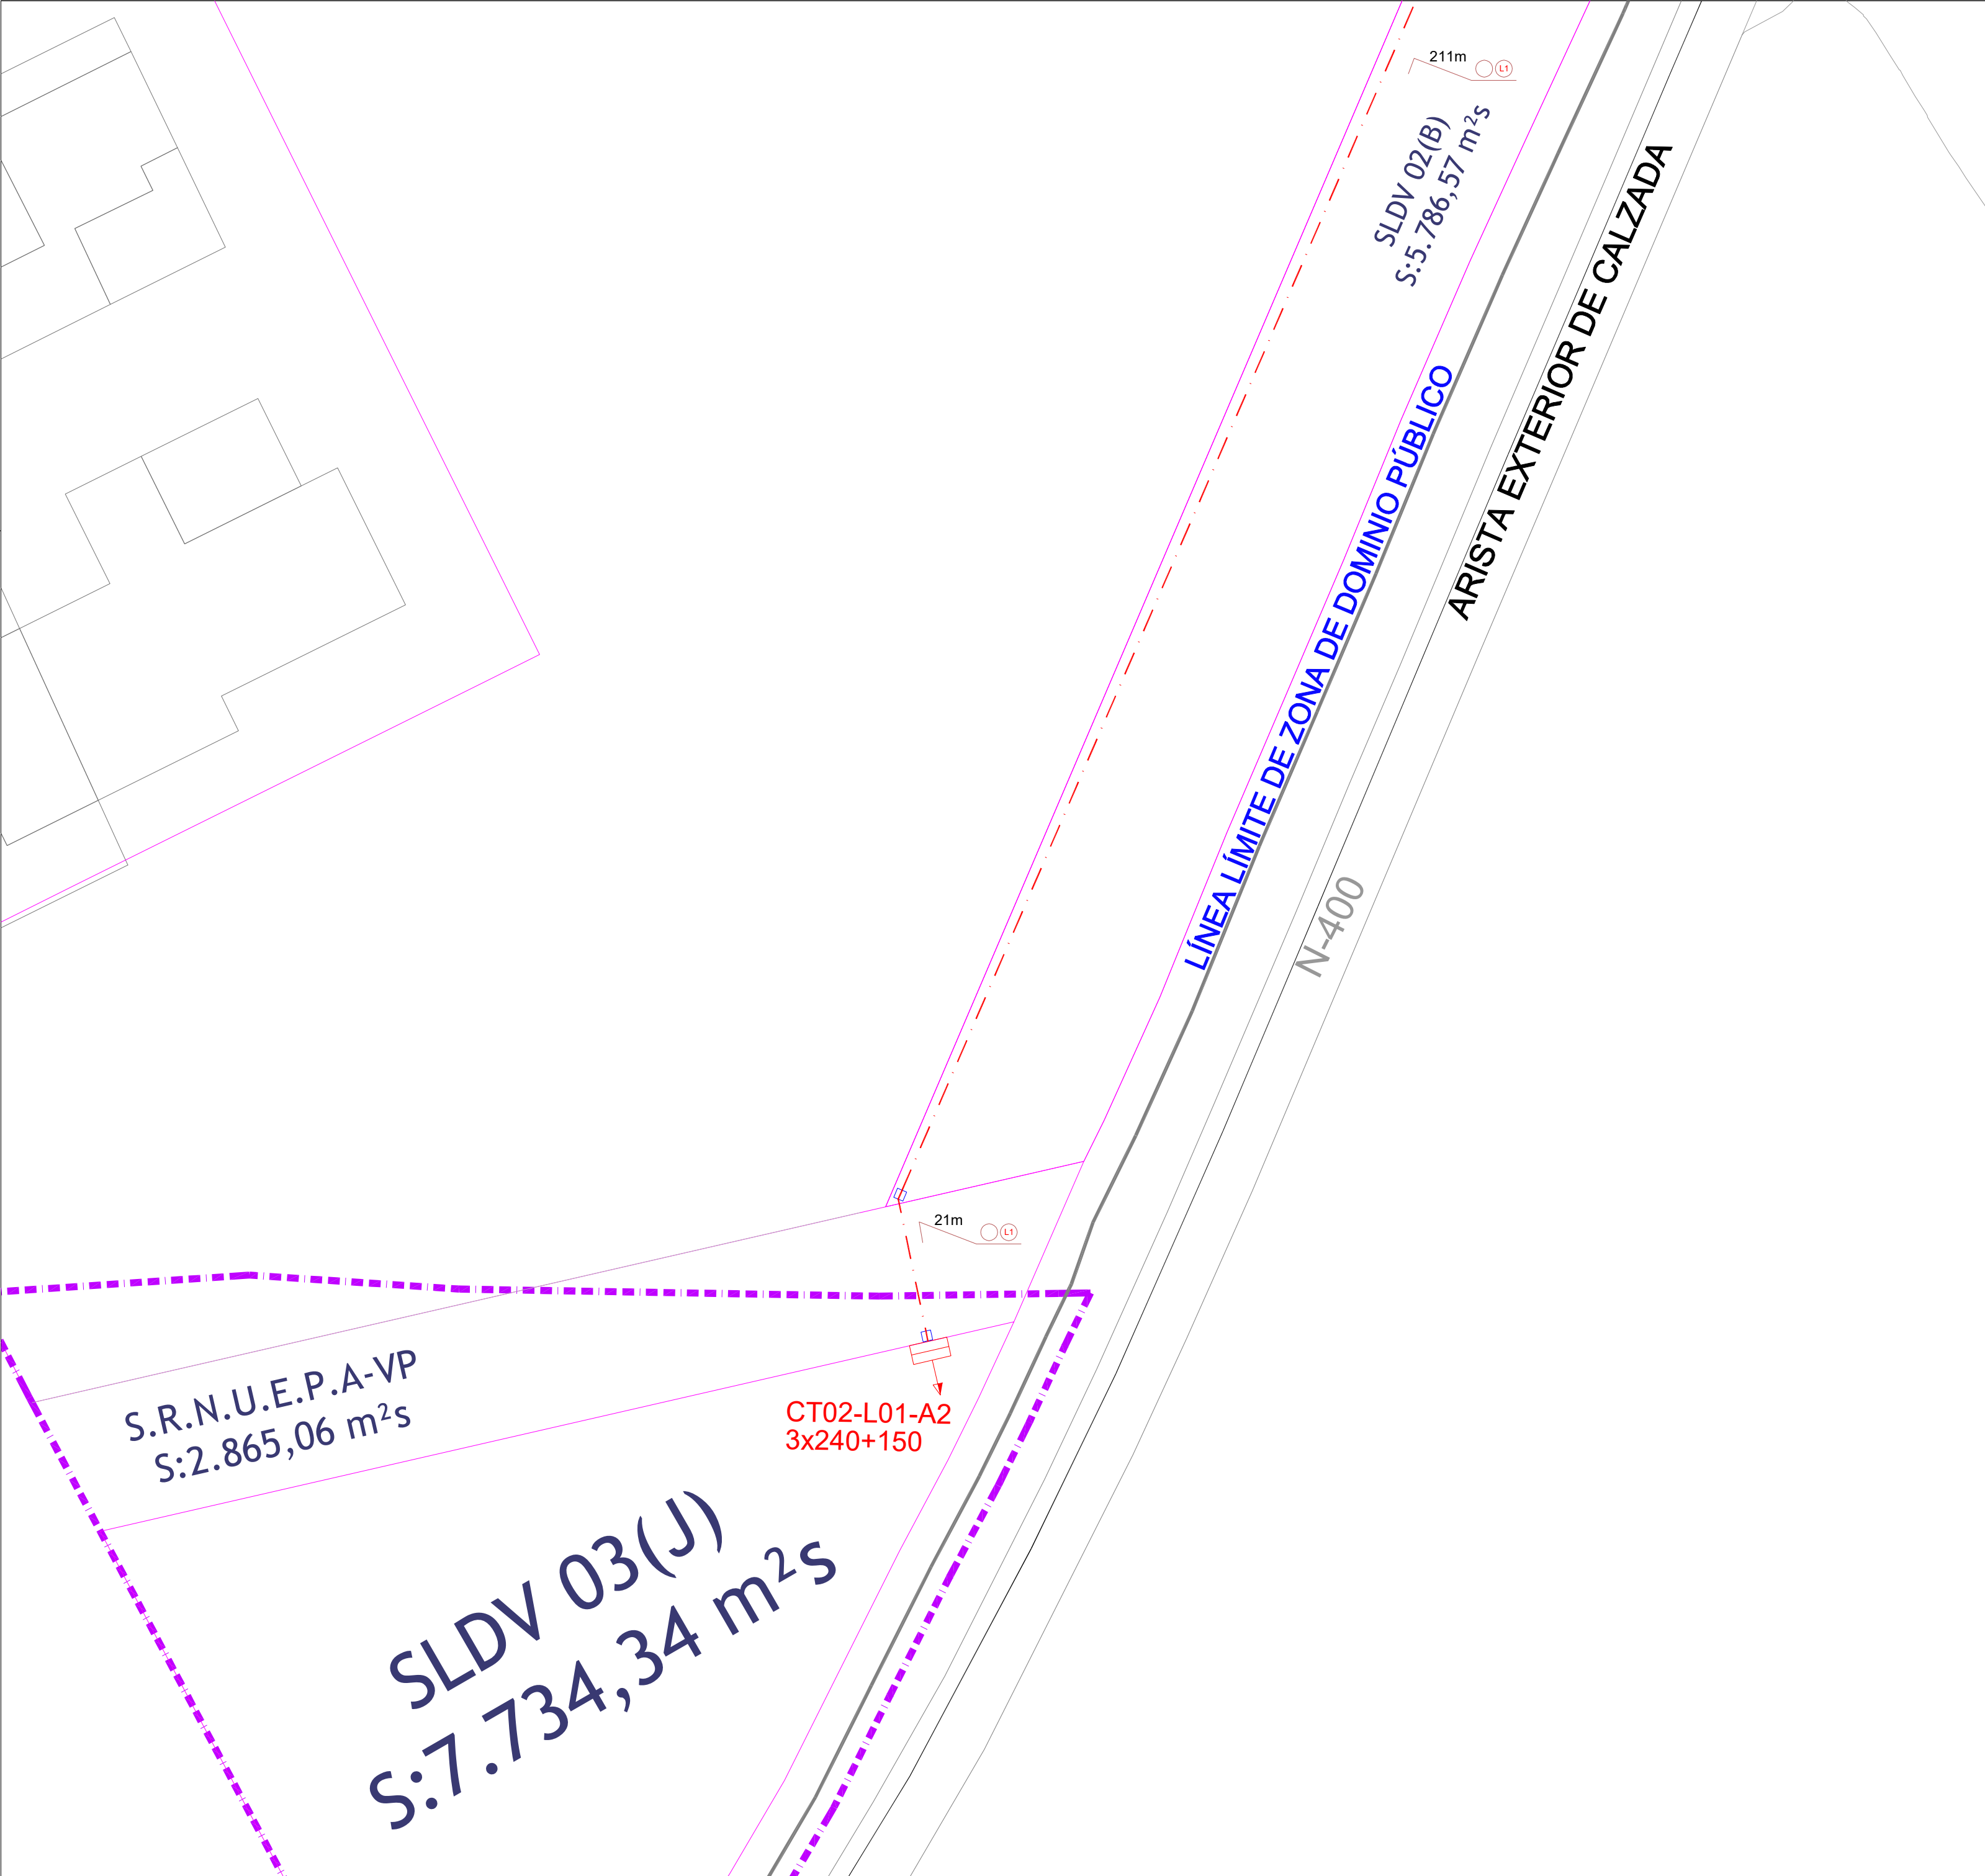 211m
L1
SLDV 02(B)
S:5.786,57 m²s
ARISTA EXTERIOR DE CALZADA
LÍNEA LÍMITE DE ZONA DE DOMINIO PÚBLICO
N-400
21m
L1
S.R.N.U.E.P.A-VP
S:2.865,06 m²s
CT02-L01-A2
3x240+150
SLDV 03(J)
S:7.734,34 m²s